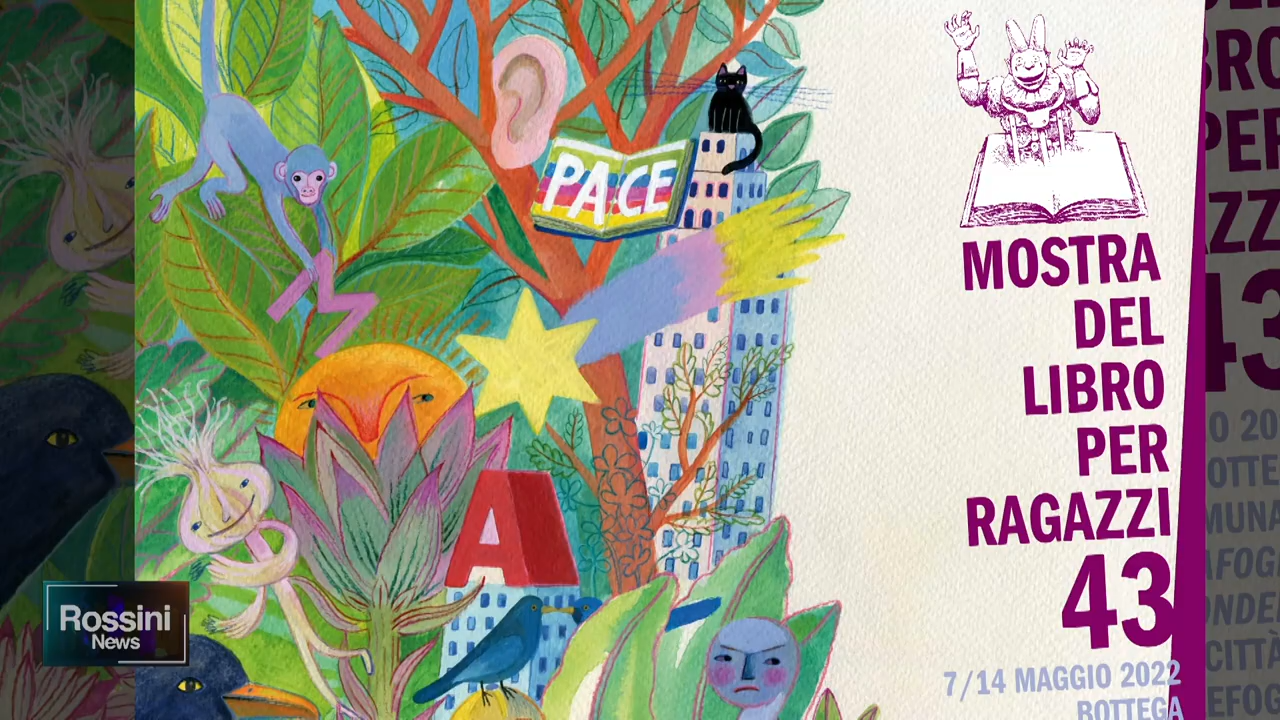 PACE
MOSTRA
DEL
LIBRO
PER
RAGAZZI
43
7/14 MAGGIO 2022
BOTTEGA
A
Rossini
News